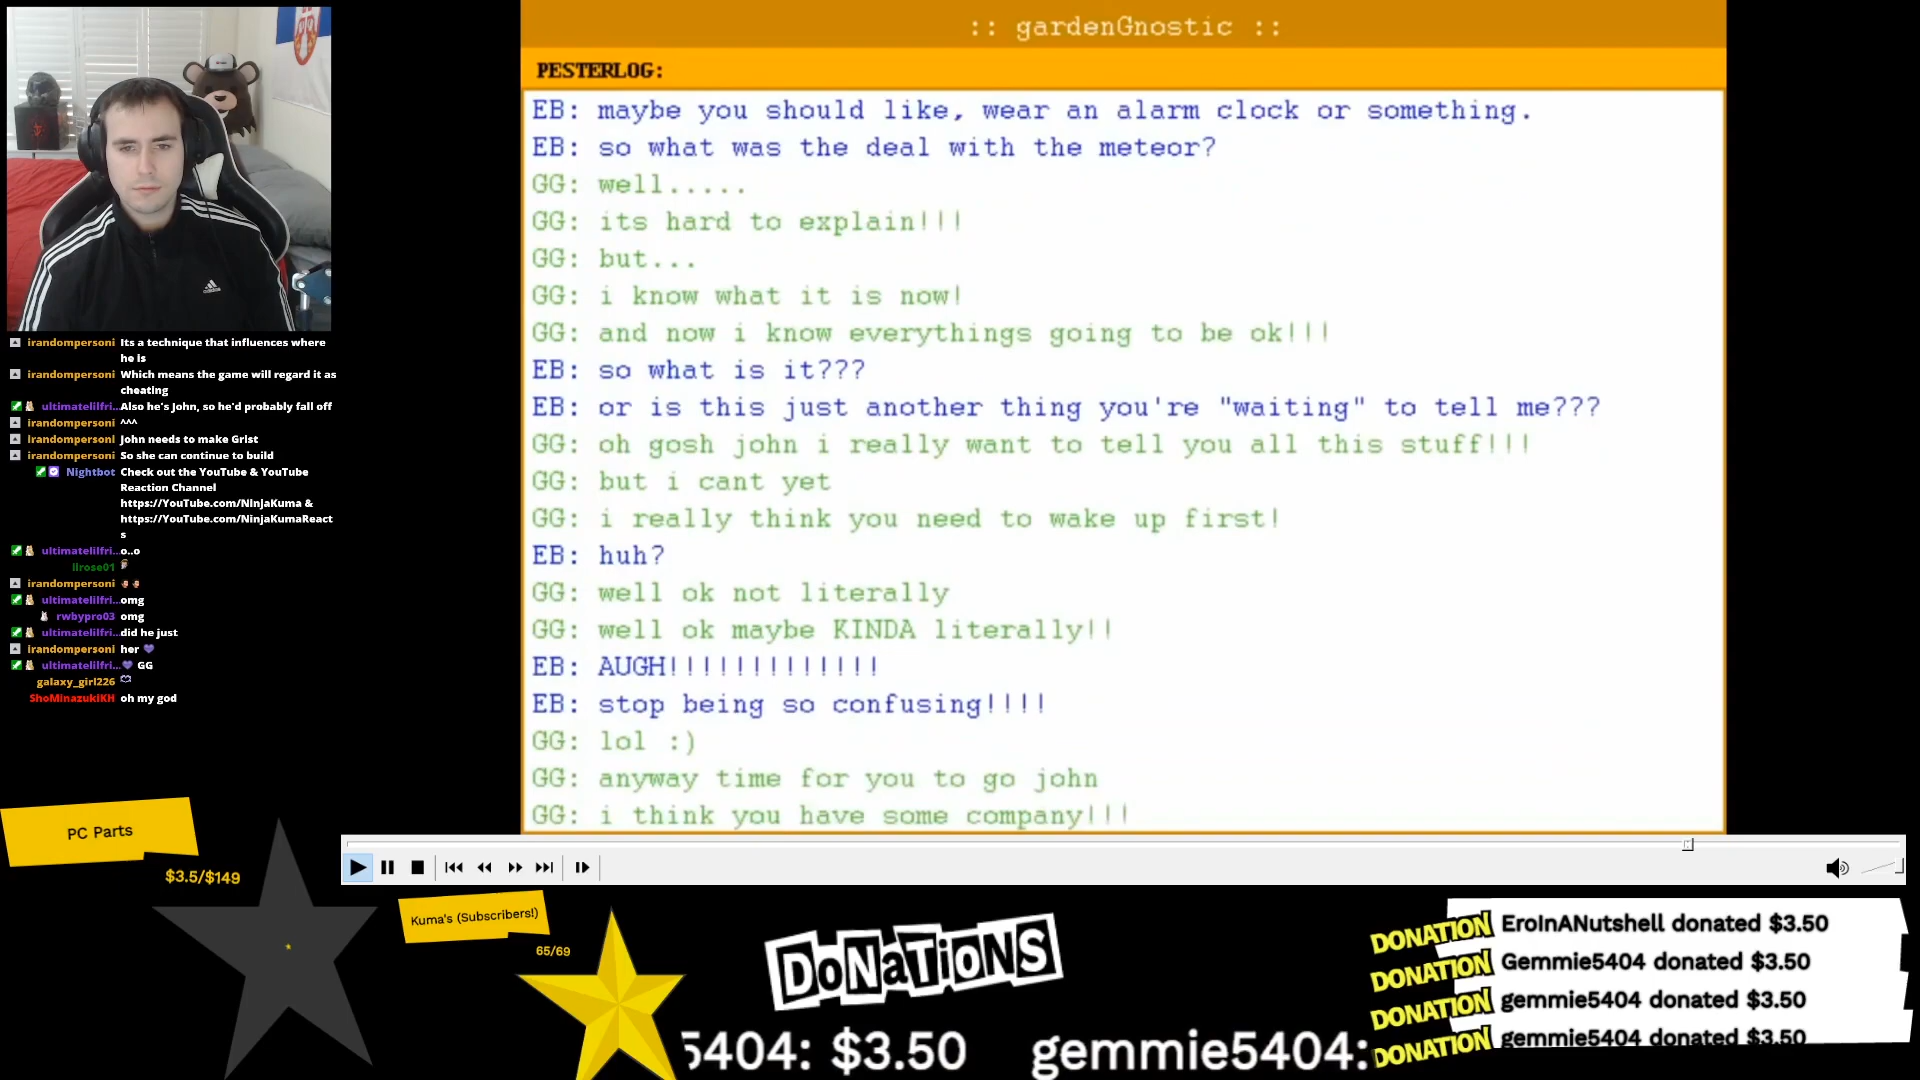 :: gardenGnostic ::
PESTERLOG:
EB: maybe you should like, wear an alarm clock or something.
EB: so what was the deal with the meteor?
GG: well.....
GG: its hard to explain!!!
GG: but...
GG: i know what it is now!
GG: and now i know everythings going to be ok!!!
EB: so what is it???
EB: or is this just another thing you're "waiting" to tell me???
GG: oh gosh john i really want to tell you all this stuff!!!
GG: but i cant yet
GG: i really think you need to wake up first!
EB: huh?
GG: well ok not literally
GG: well ok maybe KINDA literally!!
EB: AUGH!!!!!!!!!!!!!
EB: stop being so confusing!!!!
GG: lol :)
GG: anyway time for you to go john
GG: i think you have some company!!!
irandompersoni Its a technique that influences where
he is
irandompersoni Which means the game will regard it as
cheating
ultimatelilfri... Also he's John, so he'd probably fall off
irandompersoni ^^^
irandompersoni John needs to make Grist
irandompersoni So she can continue to build
Nightbot Check out the YouTube & YouTube
Reaction Channel
https://YouTube.com/NinjaKuma &
https://YouTube.com/NinjaKumaReact
s
ultimatelilfri... o..o
llrose01
irandompersoni
ultimatelilfri... omg
rwbypro03 omg
ultimatelilfri... did he just
irandompersoni her 💜
ultimatelilfri... 💜 GG
galaxy_girl226
ShoMinazukiKH oh my god
PC Parts
$3.5/$149
Kuma's (Subscribers!)
65/69
DoNaTiONS
5404: $3.50 gemmie5404:
DONATION EroInANutshell donated $3.50
DONATION Gemmie5404 donated $3.50
DONATION gemmie5404 donated $3.50
DONATION gemmie5404 donated $3.50